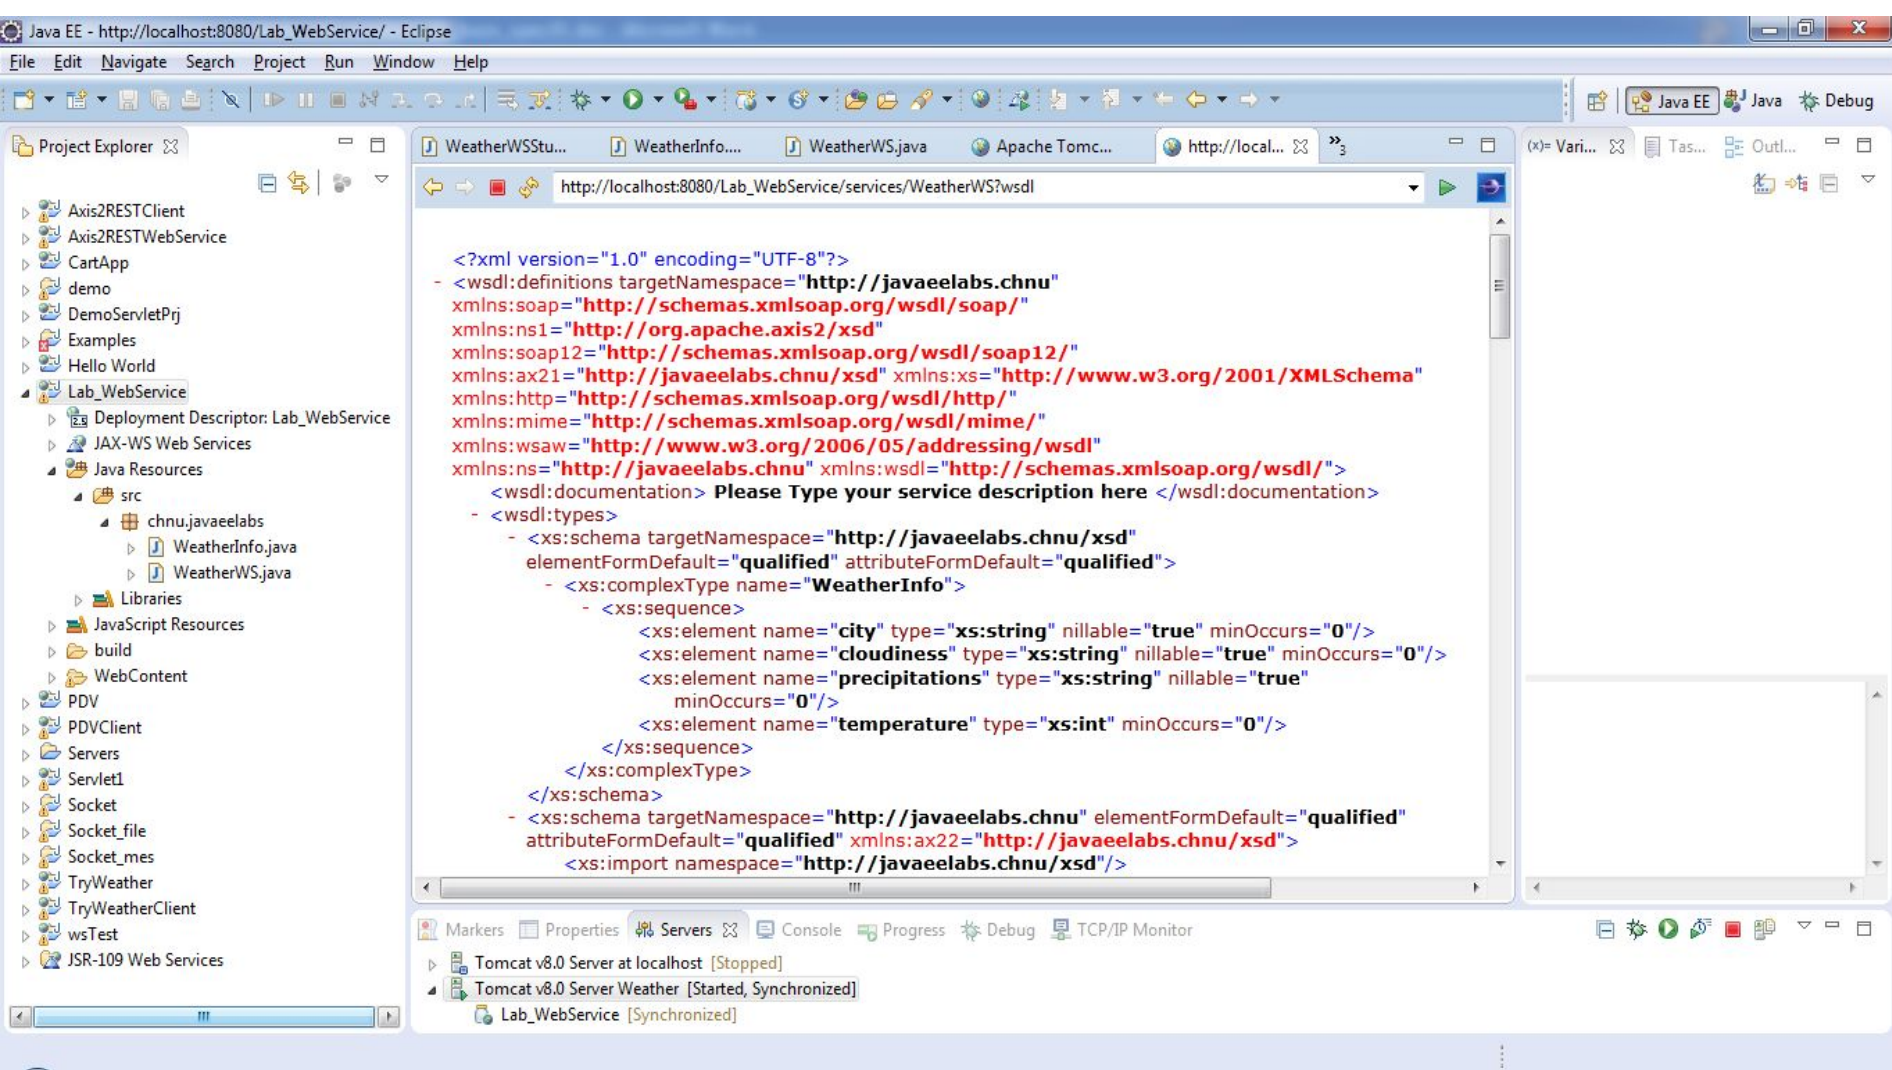 Java EE - http://localhost:8080/Lab_WebService/ - Eclipse
File Edit Navigate Search Project Run Window Help
Java EE Java Debug
Project Explorer
Axis2RESTClient
Axis2RESTWebService
CartApp
demo
DemoServletPrj
Examples
Hello World
Lab_WebService
Deployment Descriptor: Lab_WebService
JAX-WS Web Services
Java Resources
src
chnu.javaeelabs
WeatherInfo.java
WeatherWS.java
Libraries
JavaScript Resources
build
WebContent
PDV
PDVClient
Servers
Servlet1
Socket
Socket_file
Socket_mes
TryWeather
TryWeatherClient
wsTest
JSR-109 Web Services
WeatherWSStu... WeatherInfo.... WeatherWS.java Apache Tomc... http://local... »3
http://localhost:8080/Lab_WebService/services/WeatherWS?wsdl
<?xml version="1.0" encoding="UTF-8"?>
- <wsdl:definitions targetNamespace="http://javaeelabs.chnu"
xmlns:soap="http://schemas.xmlsoap.org/wsdl/soap/"
xmlns:ns1="http://org.apache.axis2/xsd"
xmlns:soap12="http://schemas.xmlsoap.org/wsdl/soap12/"
xmlns:ax21="http://javaeelabs.chnu/xsd" xmlns:xs="http://www.w3.org/2001/XMLSchema"
xmlns:http="http://schemas.xmlsoap.org/wsdl/http/"
xmlns:mime="http://schemas.xmlsoap.org/wsdl/mime/"
xmlns:wsaw="http://www.w3.org/2006/05/addressing/wsdl"
xmlns:ns="http://javaeelabs.chnu" xmlns:wsdl="http://schemas.xmlsoap.org/wsdl/">
<wsdl:documentation> Please Type your service description here </wsdl:documentation>
- <wsdl:types>
- <xs:schema targetNamespace="http://javaeelabs.chnu/xsd"
elementFormDefault="qualified" attributeFormDefault="qualified">
- <xs:complexType name="WeatherInfo">
- <xs:sequence>
<xs:element name="city" type="xs:string" nillable="true" minOccurs="0"/>
<xs:element name="cloudiness" type="xs:string" nillable="true" minOccurs="0"/>
<xs:element name="precipitations" type="xs:string" nillable="true"
minOccurs="0"/>
<xs:element name="temperature" type="xs:int" minOccurs="0"/>
</xs:sequence>
</xs:complexType>
</xs:schema>
- <xs:schema targetNamespace="http://javaeelabs.chnu" elementFormDefault="qualified"
attributeFormDefault="qualified" xmlns:ax22="http://javaeelabs.chnu/xsd">
<xs:import namespace="http://javaeelabs.chnu/xsd"/>
(x)= Vari... Tas... Outl...
Markers Properties Servers Console Progress Debug TCP/IP Monitor
Tomcat v8.0 Server at localhost [Stopped]
Tomcat v8.0 Server Weather [Started, Synchronized]
Lab_WebService [Synchronized]